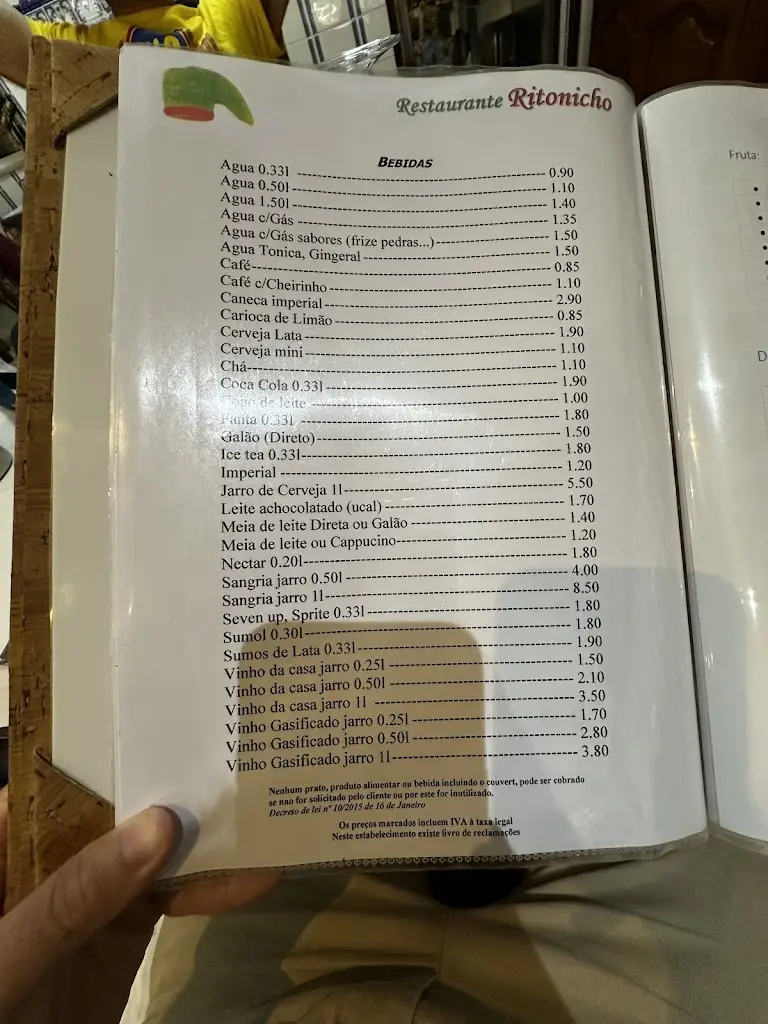 Restaurante Ritonicho
BEBIDAS
Agua 0.33l ---- 0.90
Agua 0.50l ---- 1.10
Agua 1.50l ---- 1.40
Agua c/Gás ---- 1.35
Agua c/Gás sabores (frize pedras...) ---- 1.50
Agua Tonica, Gingeral ---- 1.50
Café ---- 0.85
Café c/Cheirinho ---- 1.10
Caneca imperial ---- 2.90
Carioca de Limão ---- 0.85
Cerveja Lata ---- 1.90
Cerveja mini ---- 1.10
Chá ---- 1.10
Coca Cola 0.33l ---- 1.90
Copo de leite ---- 1.00
Fanta 0.33l ---- 1.80
Galão (Direto) ---- 1.50
Ice tea 0.33l ---- 1.80
Imperial ---- 1.20
Jarro de Cerveja 1l ---- 5.50
Leite achocolatado (ucal) ---- 1.70
Meia de leite Direta ou Galão ---- 1.40
Meia de leite ou Cappucino ---- 1.20
Nectar 0.20l ---- 1.80
Sangria jarro 0.50l ---- 4.00
Sangria jarro 1l ---- 8.50
Seven up, Sprite 0.33l ---- 1.80
Sumol 0.30l ---- 1.80
Sumos de Lata 0.33l ---- 1.90
Vinho da casa jarro 0.25l ---- 1.50
Vinho da casa jarro 0.50l ---- 2.10
Vinho da casa jarro 1l ---- 3.50
Vinho Gasificado jarro 0.25l ---- 1.70
Vinho Gasificado jarro 0.50l ---- 2.80
Vinho Gasificado jarro 1l ---- 3.80
Nenhum prato, produto alimentar ou bebida incluindo o couvert, pode ser cobrado
se nao for solicitado pelo cliente ou por este for inutilizado.
Decreto de lei nº 10/2015 de 16 de Janeiro
Os preços marcados incluem IVA à taxa legal
Neste estabelecimento existe livro de reclamações
Fruta:
D